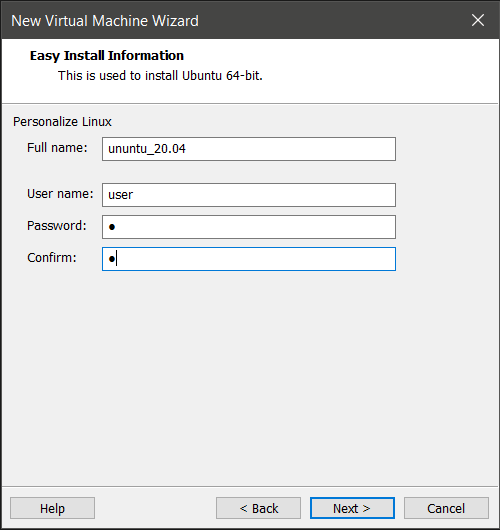 New Virtual Machine Wizard
Easy Install Information
This is used to install Ubuntu 64-bit.
Personalize Linux
Full name: ununtu_20.04
User name: user
Password: ●
Confirm: ●
Help < Back Next > Cancel